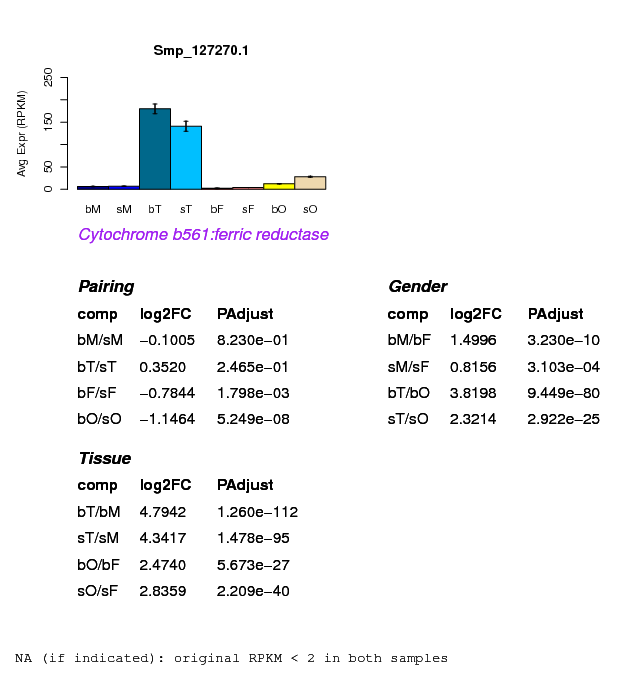 Smp_127270.1
Avg Expr (RPKM)
0 50 150 250
bM sM bT sT bF sF bO sO
Cytochrome b561:ferric reductase
Pairing
comp log2FC PAdjust
bM/sM −0.1005 8.230e−01
bT/sT 0.3520 2.465e−01
bF/sF −0.7844 1.798e−03
bO/sO −1.1464 5.249e−08
Gender
comp log2FC PAdjust
bM/bF 1.4996 3.230e−10
sM/sF 0.8156 3.103e−04
bT/bO 3.8198 9.449e−80
sT/sO 2.3214 2.922e−25
Tissue
comp log2FC PAdjust
bT/bM 4.7942 1.260e−112
sT/sM 4.3417 1.478e−95
bO/bF 2.4740 5.673e−27
sO/sF 2.8359 2.209e−40
NA (if indicated): original RPKM < 2 in both samples